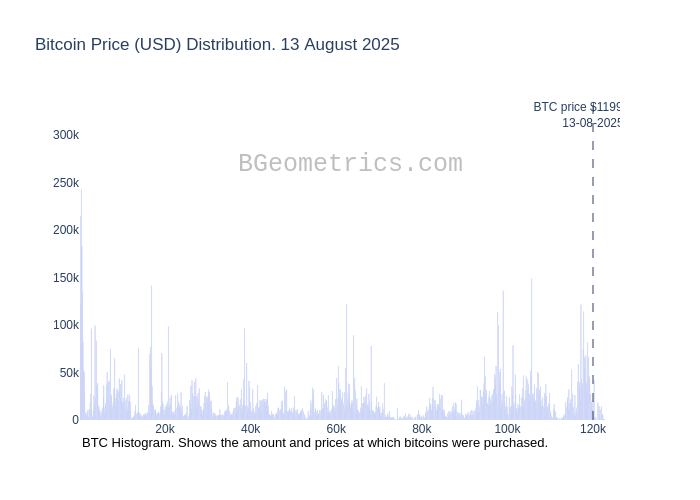 Bitcoin Price (USD) Distribution. 13 August 2025
BTC price $1199
13-08-2025
300k
BGeometrics.com
250k
200k
150k
100k
50k
0
20k 40k 60k 80k 100k 120k
BTC Histogram. Shows the amount and prices at which bitcoins were purchased.